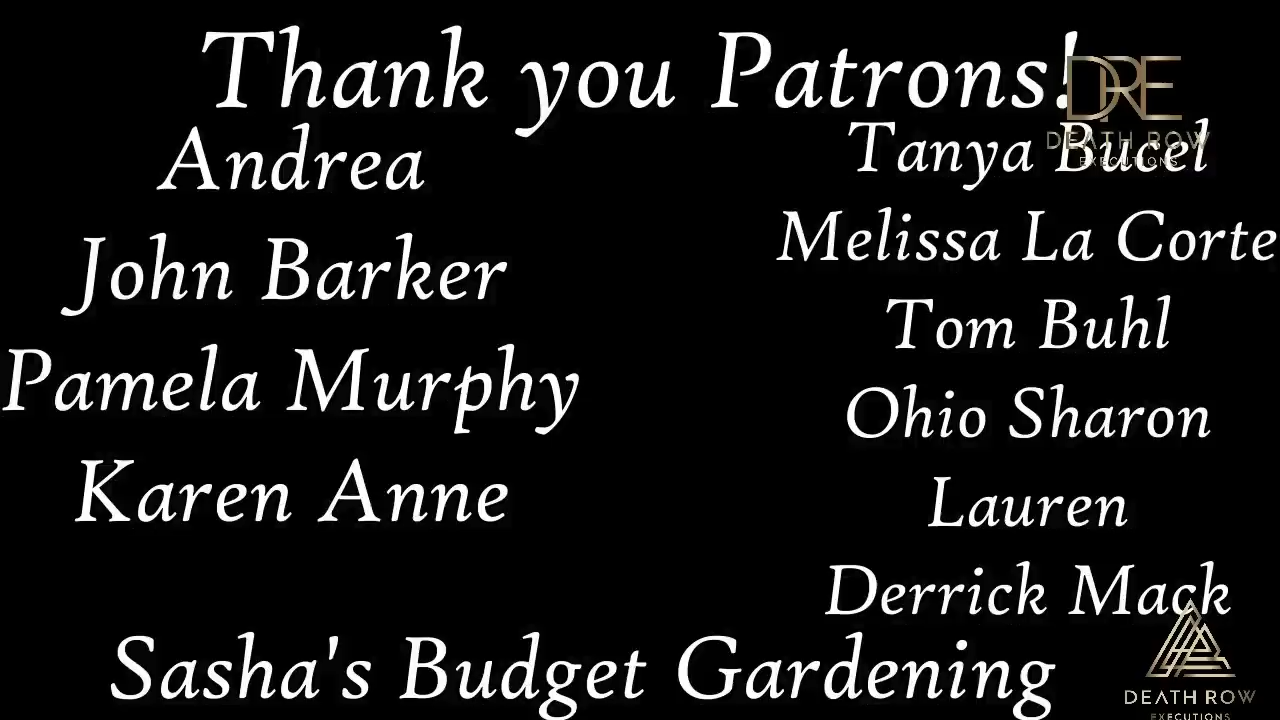 Thank you Patrons!
Andrea
John Barker
Pamela Murphy
Karen Anne
Tanya Bucel
Melissa La Corte
Tom Buhl
Ohio Sharon
Lauren
Derrick Mack
Sasha's Budget Gardening
DRE
DEATH ROW
EXECUTIONS
DEATH ROW
EXECUTIONS